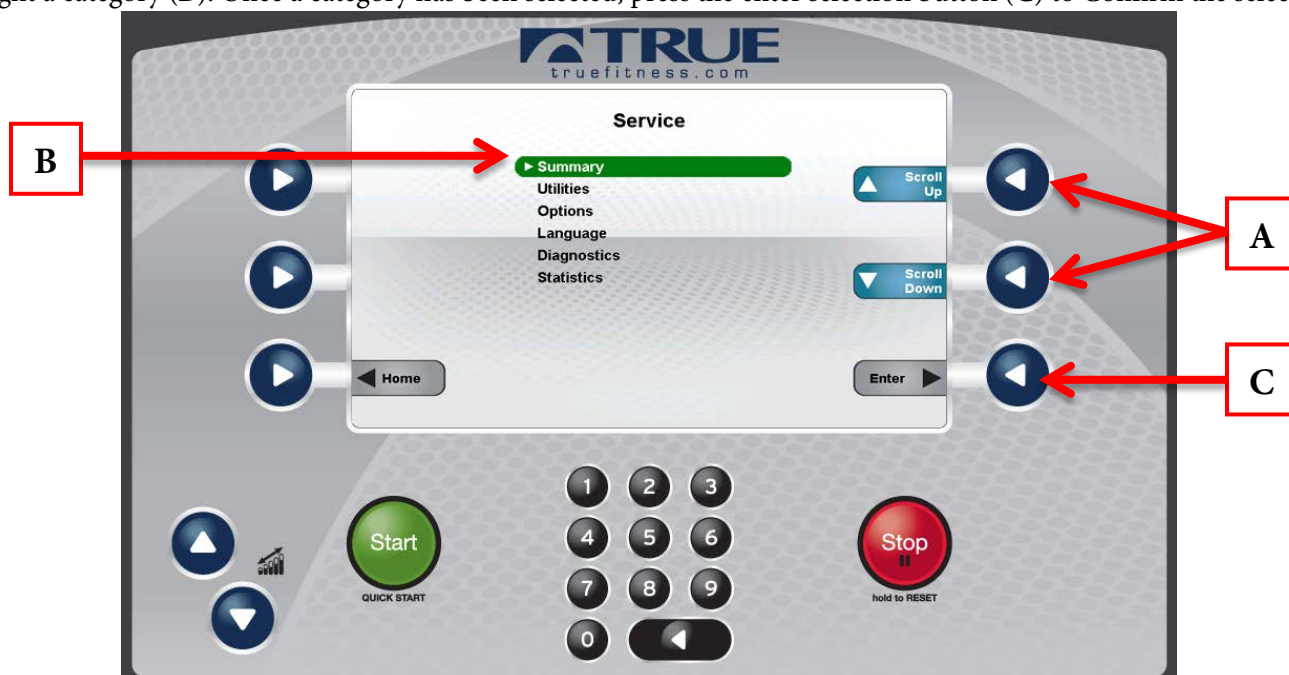 a category (B). Once a category has been selected, press the enter selection button (C) to Confirm the
TRUE
truefitness.com
Service
B
Summary
Utilities
Options
Language
Diagnostics
Statistics
Scroll
Up
A
Scroll
Down
Home
Enter
C
1 2 3
4 5 6
7 8 9
0
Start
QUICK START
Stop
hold to RESET